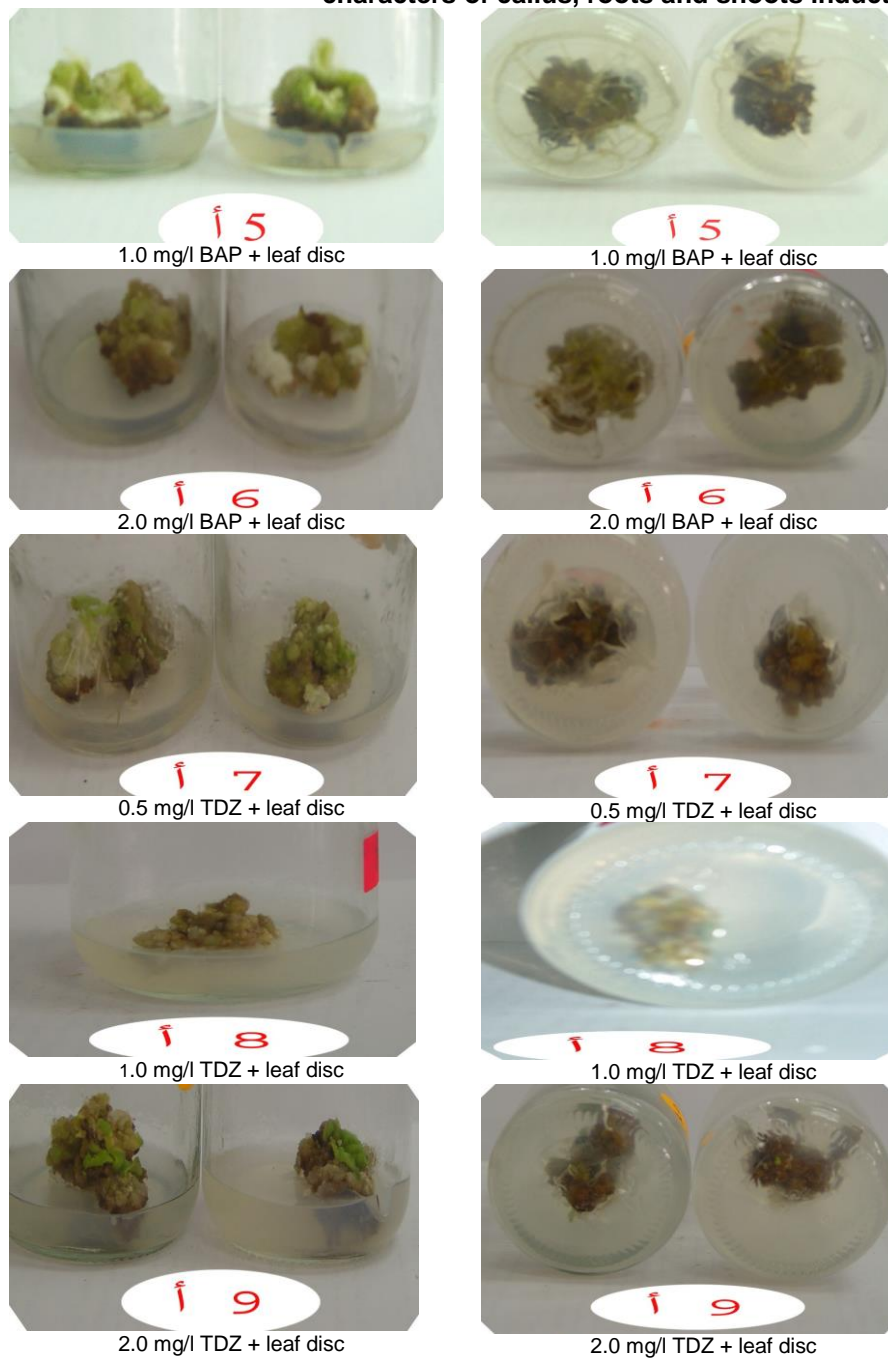 characters of callus, roots and shoots induct
أ 5
أ 5
1.0 mg/l BAP + leaf disc
1.0 mg/l BAP + leaf disc
أ 6
أ 6
2.0 mg/l BAP + leaf disc
2.0 mg/l BAP + leaf disc
أ 7
أ 7
0.5 mg/l TDZ + leaf disc
0.5 mg/l TDZ + leaf disc
أ 8
أ 8
1.0 mg/l TDZ + leaf disc
1.0 mg/l TDZ + leaf disc
أ 9
أ 9
2.0 mg/l TDZ + leaf disc
2.0 mg/l TDZ + leaf disc